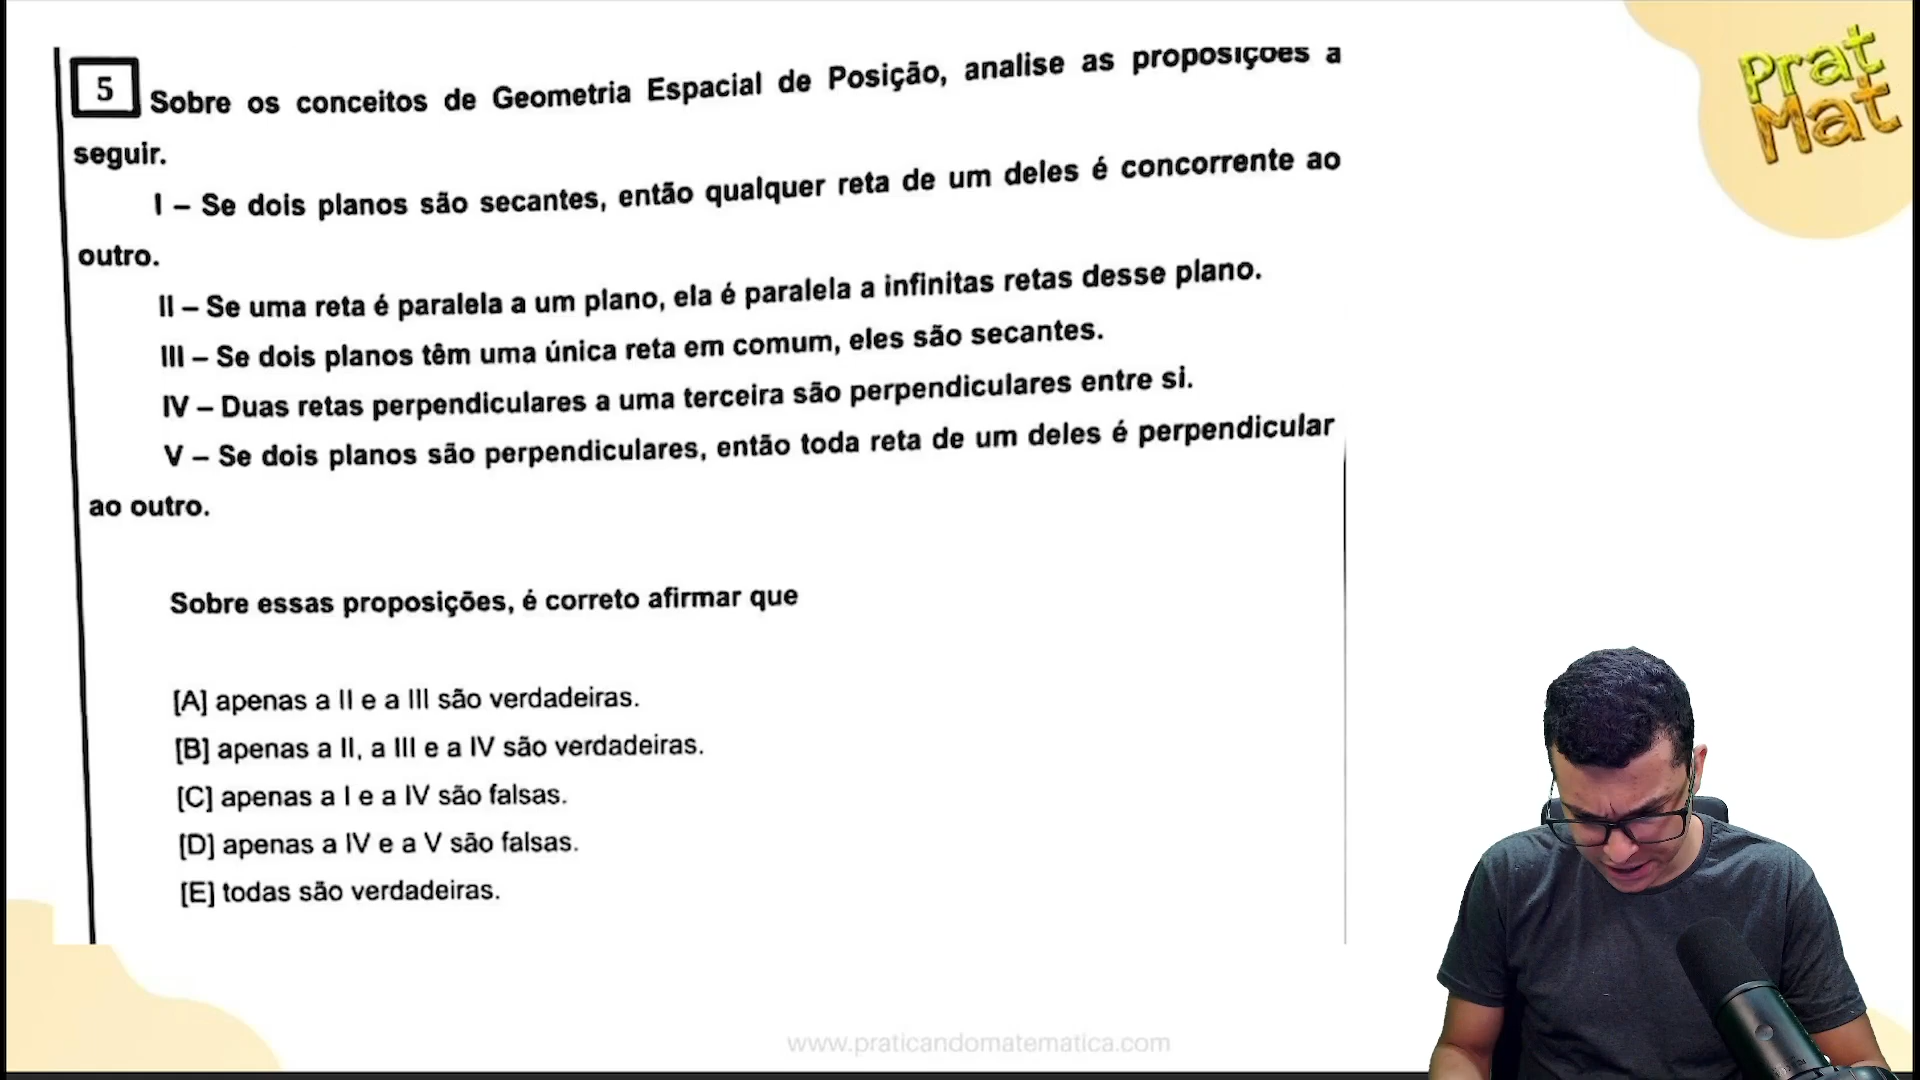 Prat
Mat
5 Sobre os conceitos de Geometria Espacial de Posição, analise as proposições a
seguir.
I – Se dois planos são secantes, então qualquer reta de um deles é concorrente ao
outro.
II – Se uma reta é paralela a um plano, ela é paralela a infinitas retas desse plano.
III – Se dois planos têm uma única reta em comum, eles são secantes.
IV – Duas retas perpendiculares a uma terceira são perpendiculares entre si.
V – Se dois planos são perpendiculares, então toda reta de um deles é perpendicular
ao outro.
Sobre essas proposições, é correto afirmar que
[A] apenas a II e a III são verdadeiras.
[B] apenas a II, a III e a IV são verdadeiras.
[C] apenas a I e a IV são falsas.
[D] apenas a IV e a V são falsas.
[E] todas são verdadeiras.
www.praticandomatematica.com